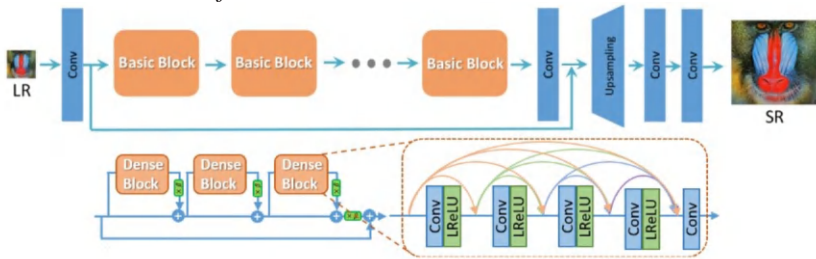 LR
Conv
Basic Block
Basic Block
Basic Block
Conv
Upsampling
Conv
Conv
SR
Dense
Block
×β
Dense
Block
×β
Dense
Block
×β
×β
Conv
LReLU
Conv
LReLU
Conv
LReLU
Conv
LReLU
Conv